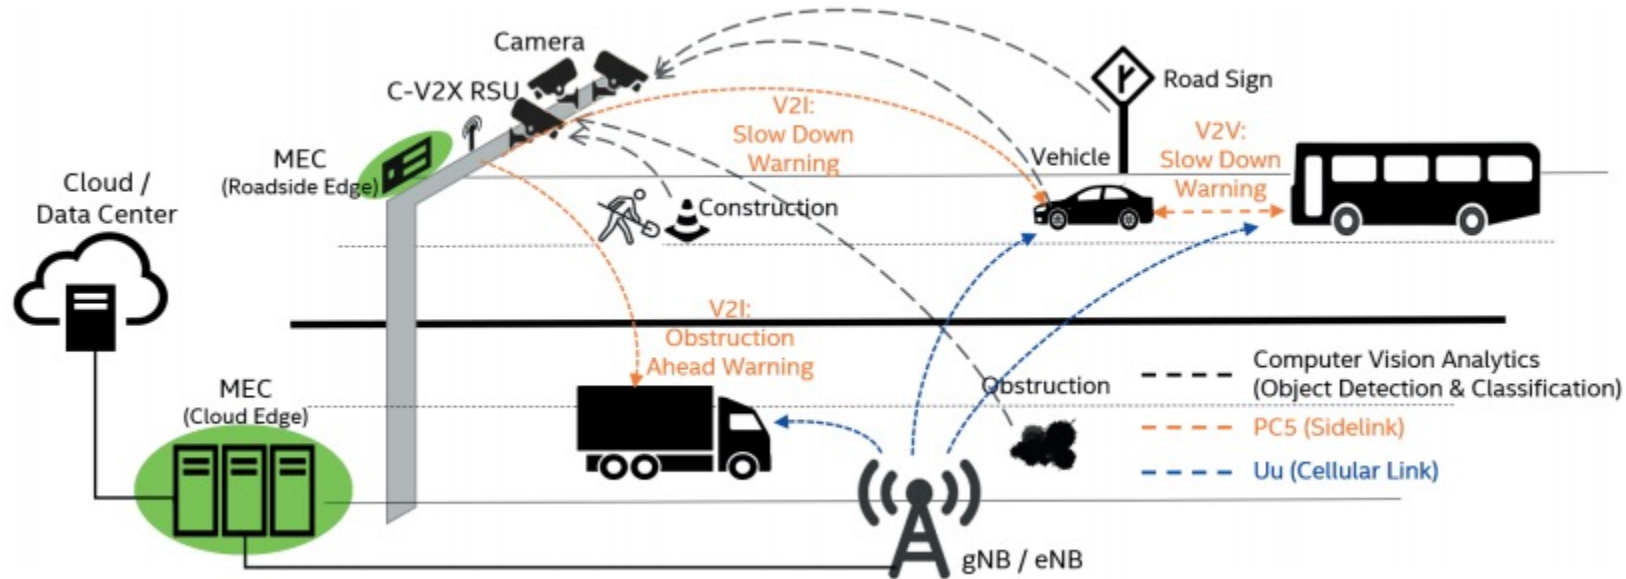 Camera
C-V2X RSU
MEC
(Roadside Edge)
Cloud /
Data Center
V2I:
Slow Down
Warning
Road Sign
Vehicle
V2V:
Slow Down
Warning
Construction
V2I:
Obstruction
Ahead Warning
MEC
(Cloud Edge)
Obstruction
gNB / eNB
Computer Vision Analytics
(Object Detection & Classification)
PC5 (Sidelink)
Uu (Cellular Link)